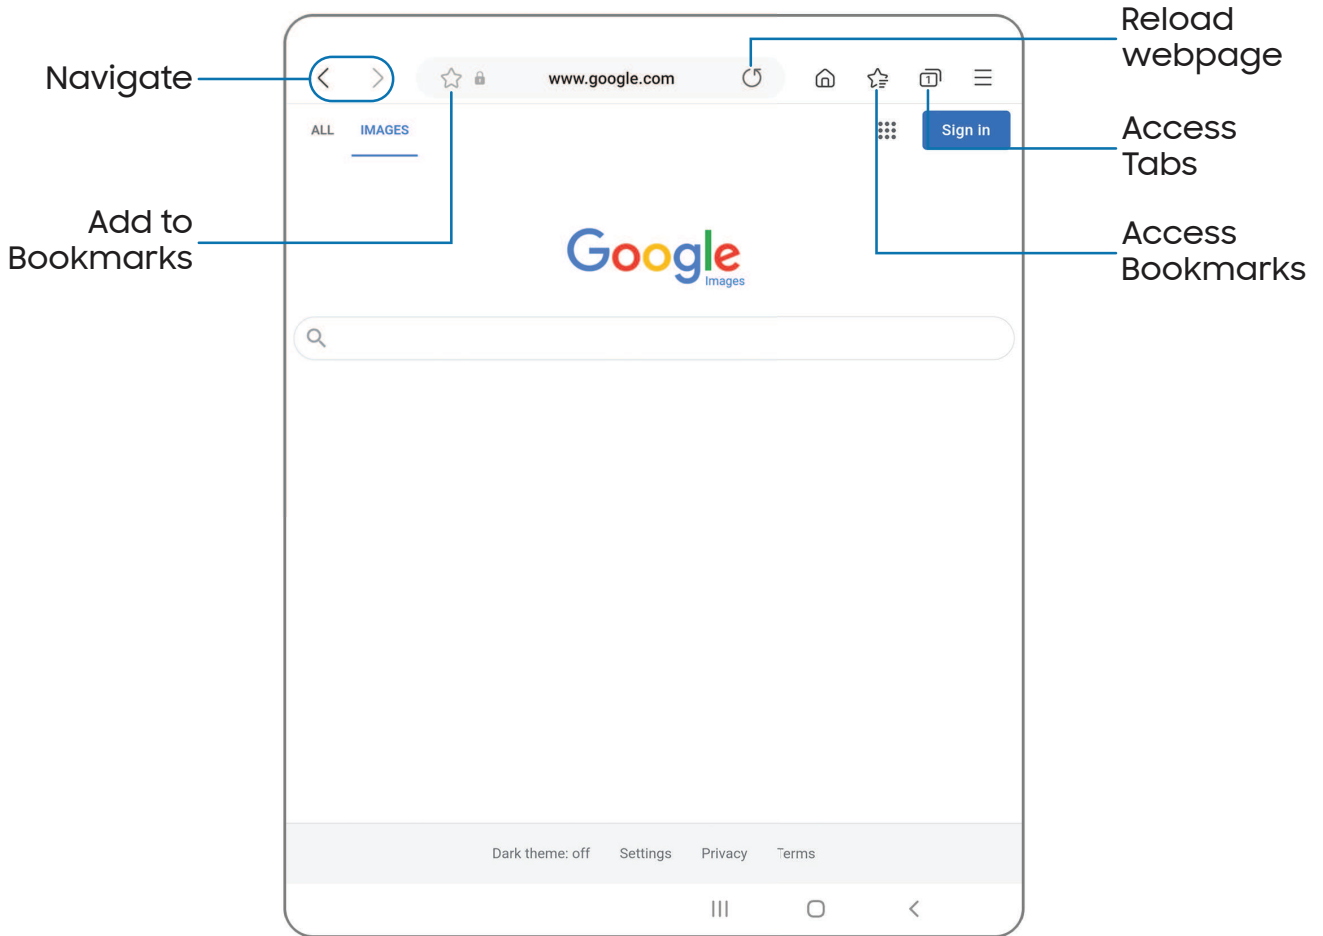 Reload
webpage
Navigate
www.google.com
1
ALL IMAGES
Sign in
Access
Tabs
Add to
Bookmarks
Access
Bookmarks
Google
Images
Dark theme: off Settings Privacy Terms